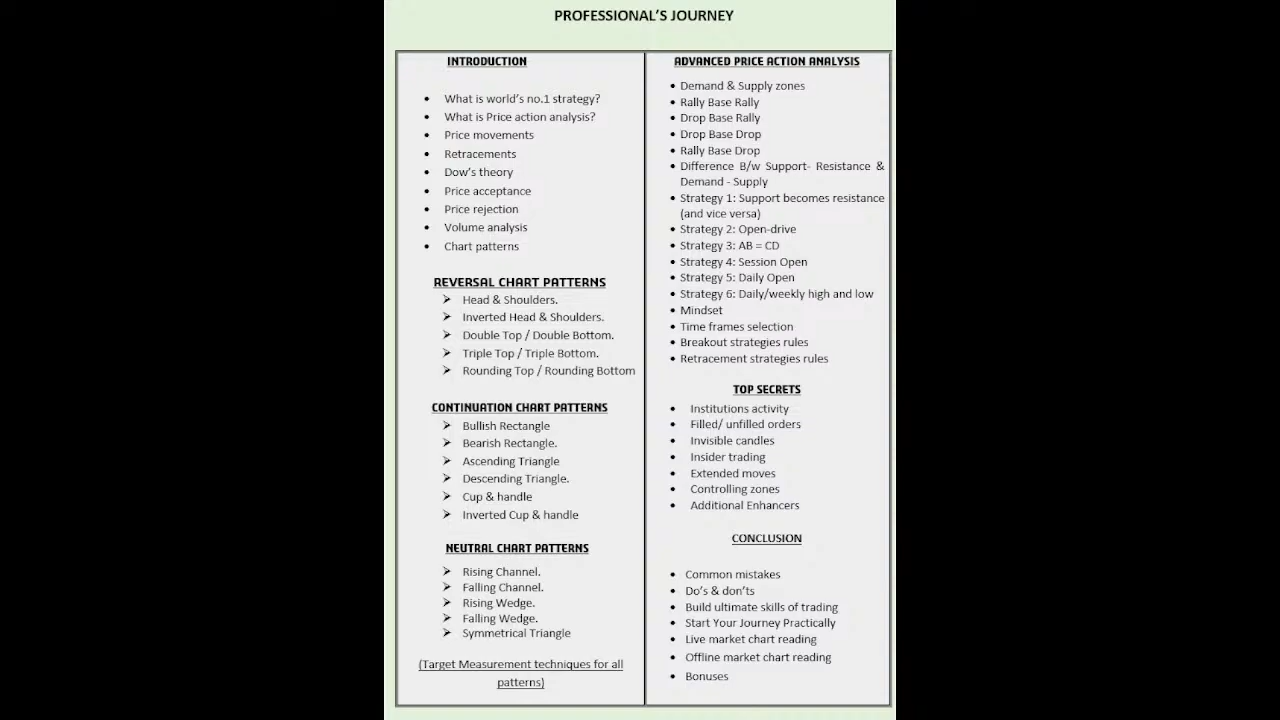 PROFESSIONAL'S JOURNEY
INTRODUCTION
• What is world's no.1 strategy?
• What is Price action analysis?
• Price movements
• Retracements
• Dow's theory
• Price acceptance
• Price rejection
• Volume analysis
• Chart patterns
REVERSAL CHART PATTERNS
➢ Head & Shoulders.
➢ Inverted Head & Shoulders.
➢ Double Top / Double Bottom.
➢ Triple Top / Triple Bottom.
➢ Rounding Top / Rounding Bottom
CONTINUATION CHART PATTERNS
➢ Bullish Rectangle
➢ Bearish Rectangle.
➢ Ascending Triangle
➢ Descending Triangle.
➢ Cup & handle
➢ Inverted Cup & handle
NEUTRAL CHART PATTERNS
➢ Rising Channel.
➢ Falling Channel.
➢ Rising Wedge.
➢ Falling Wedge.
➢ Symmetrical Triangle
(Target Measurement techniques for all
patterns)
ADVANCED PRICE ACTION ANALYSIS
• Demand & Supply zones
• Rally Base Rally
• Drop Base Rally
• Drop Base Drop
• Rally Base Drop
• Difference B/w Support- Resistance &
Demand - Supply
• Strategy 1: Support becomes resistance
(and vice versa)
• Strategy 2: Open-drive
• Strategy 3: AB = CD
• Strategy 4: Session Open
• Strategy 5: Daily Open
• Strategy 6: Daily/weekly high and low
• Mindset
• Time frames selection
• Breakout strategies rules
• Retracement strategies rules
TOP SECRETS
• Institutions activity
• Filled/ unfilled orders
• Invisible candles
• Insider trading
• Extended moves
• Controlling zones
• Additional Enhancers
CONCLUSION
• Common mistakes
• Do's & don'ts
• Build ultimate skills of trading
• Start Your Journey Practically
• Live market chart reading
• Offline market chart reading
• Bonuses